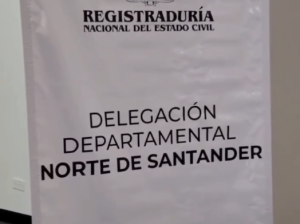 REGISTRADURÍA
NACIONAL DEL ESTADO CIVIL
DELEGACIÓN
DEPARTAMENTAL
NORTE DE SANTANDER